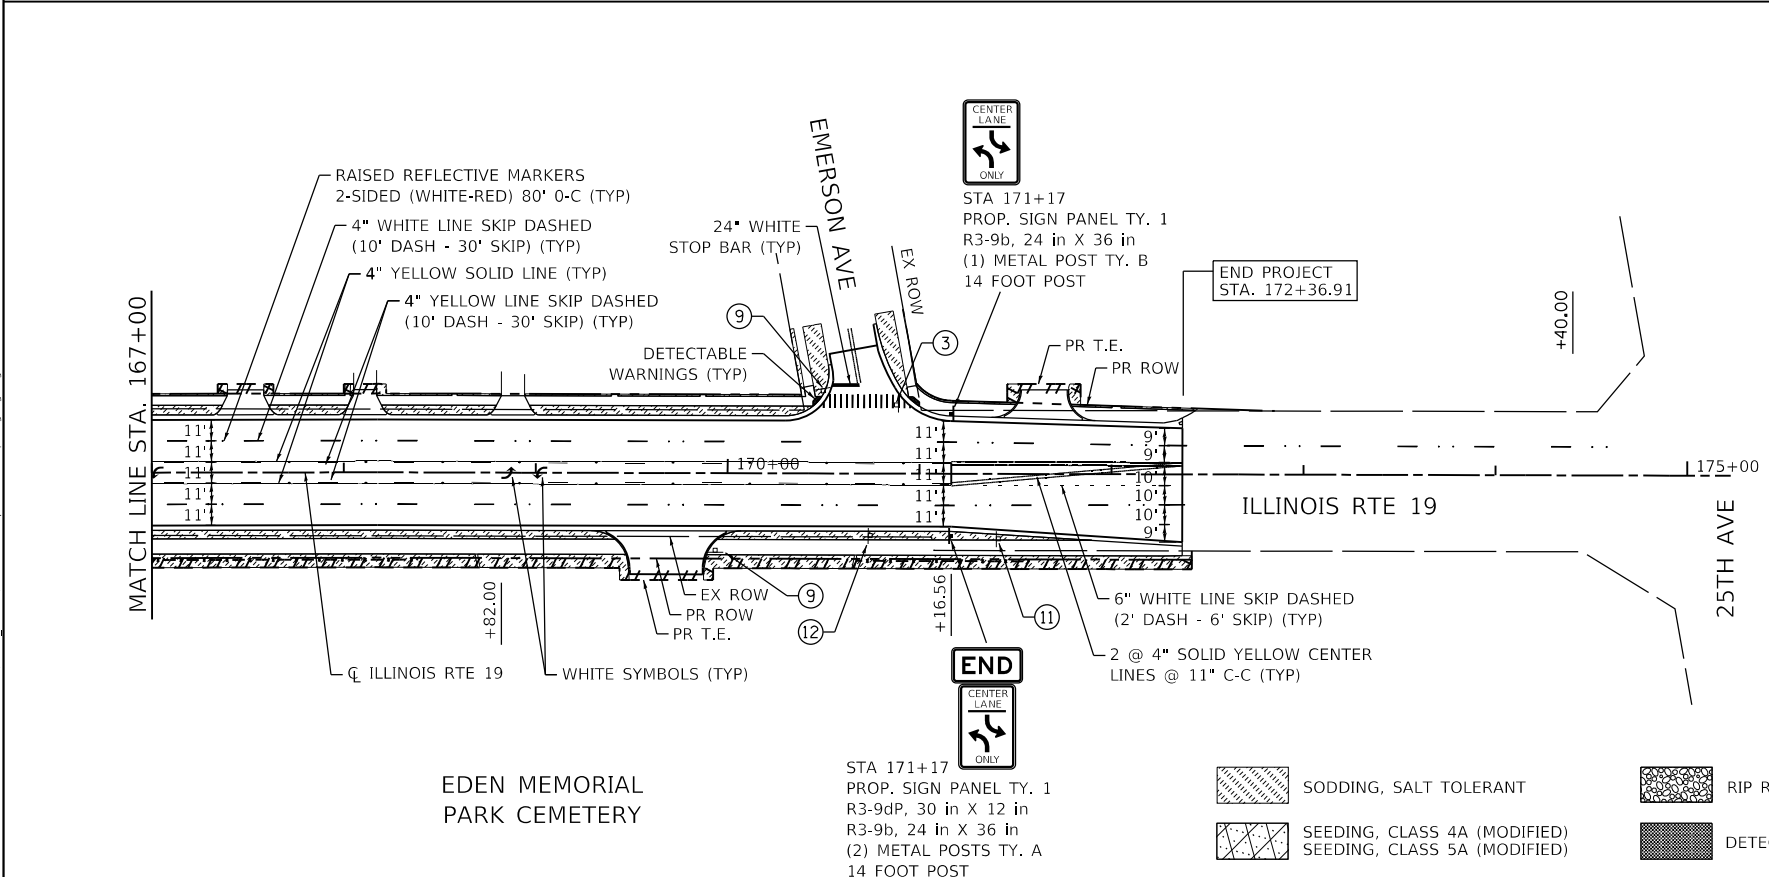 CENTER
LANE
ONLY
STA 171+17
PROP. SIGN PANEL TY. 1
R3-9b, 24 in X 36 in
(1) METAL POST TY. B
14 FOOT POST
EMERSON AVE
RAISED REFLECTIVE MARKERS
2-SIDED (WHITE-RED) 80' O-C (TYP)
4" WHITE LINE SKIP DASHED
(10' DASH - 30' SKIP) (TYP)
4" YELLOW SOLID LINE (TYP)
4" YELLOW LINE SKIP DASHED
(10' DASH - 30' SKIP) (TYP)
24" WHITE
STOP BAR (TYP)
EX ROW
END PROJECT
STA. 172+36.91
+40.00
9
3
DETECTABLE
WARNINGS (TYP)
PR T.E.
PR ROW
MATCH LINE STA. 167+00
11'
11'
11'
11'
11'
170+00
11'
11'
11'
11'
11'
9'
9'
10'
10'
10'
9'
175+00
ILLINOIS RTE 19
25TH AVE
+82.00
EX ROW
PR ROW
PR T.E.
9
12
+16.56
11
6" WHITE LINE SKIP DASHED
(2' DASH - 6' SKIP) (TYP)
2 @ 4" SOLID YELLOW CENTER
LINES @ 11" C-C (TYP)
℄ ILLINOIS RTE 19
WHITE SYMBOLS (TYP)
END
CENTER
LANE
ONLY
STA 171+17
PROP. SIGN PANEL TY. 1
R3-9dP, 30 in X 12 in
R3-9b, 24 in X 36 in
(2) METAL POSTS TY. A
14 FOOT POST
EDEN MEMORIAL
PARK CEMETERY
SODDING, SALT TOLERANT
SEEDING, CLASS 4A (MODIFIED)
SEEDING, CLASS 5A (MODIFIED)
RIP R
DETE